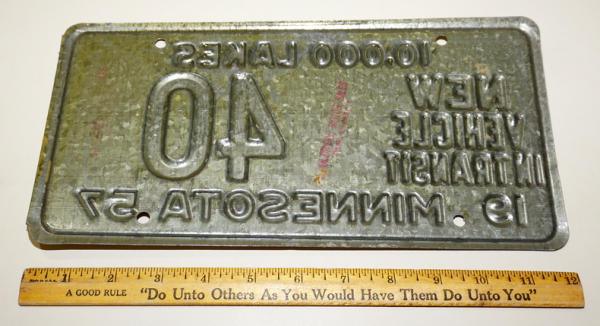 10,000 LAKES
NEW
VEHICLE
IN TRANSIT
40
19 MINNESOTA 57
1 2 3 4 5 6 7 8 9 10 11 12
A GOOD RULE "Do Unto Others As You Would Have Them Do Unto You"